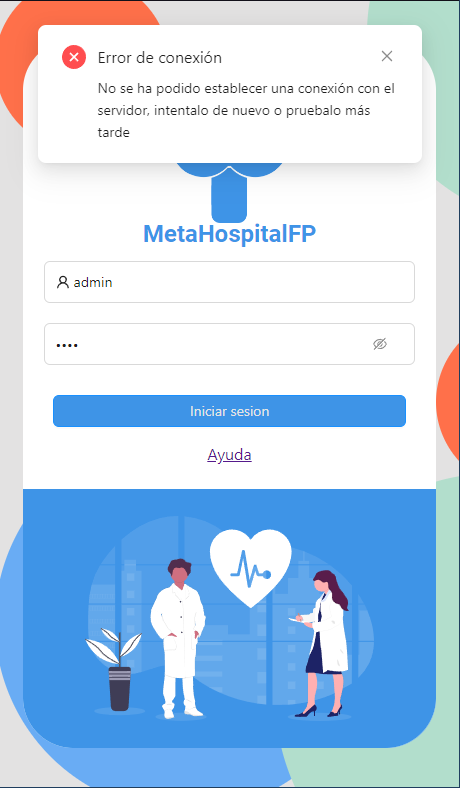 Error de conexión
No se ha podido establecer una conexión con el
servidor, intentalo de nuevo o pruebalo más
tarde
MetaHospitalFP
admin
••••
Iniciar sesion
Ayuda